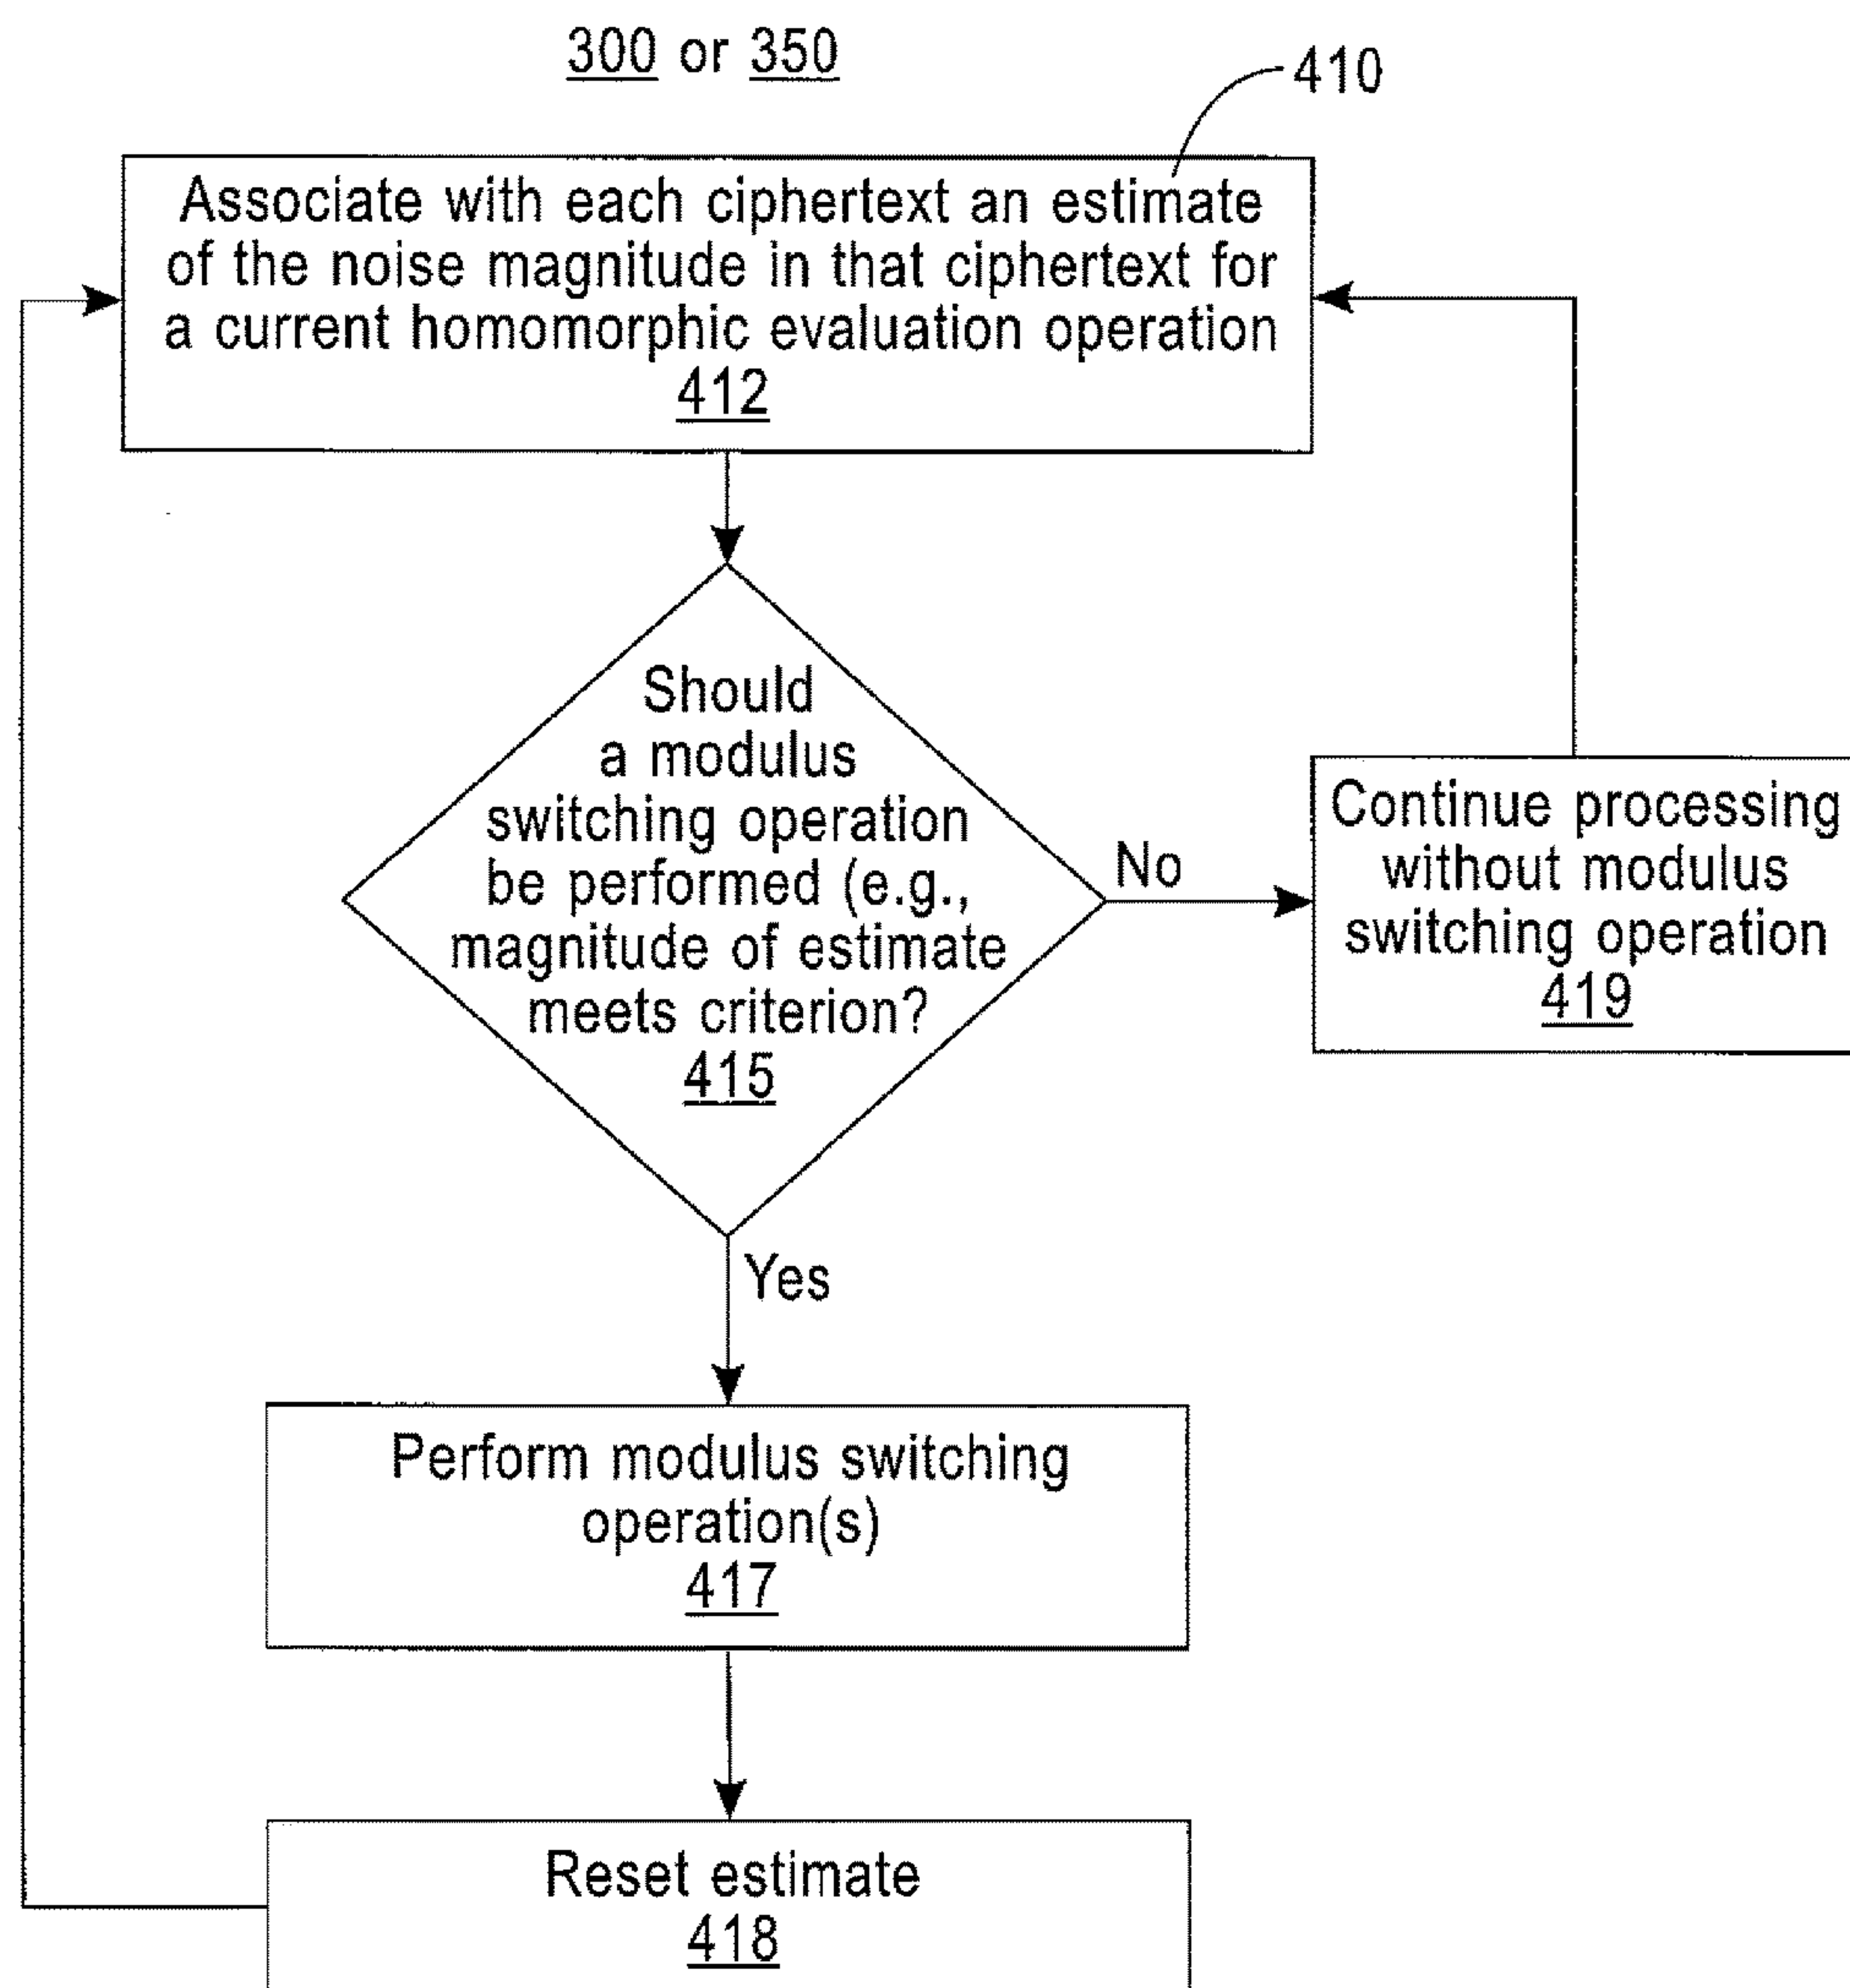 300 or 350
410
Associate with each ciphertext an estimate
of the noise magnitude in that ciphertext for
a current homomorphic evaluation operation
412
Should
a modulus
switching operation
be performed (e.g.,
magnitude of estimate
meets criterion?
415
No
Continue processing
without modulus
switching operation
419
Yes
Perform modulus switching
operation(s)
417
Reset estimate
418